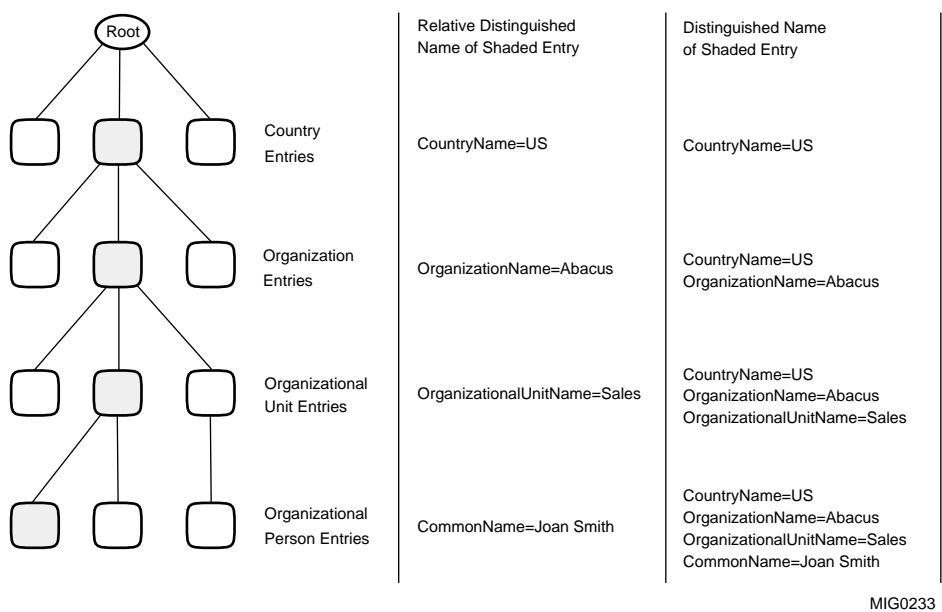 Root
Relative Distinguished
Name of Shaded Entry
Distinguished Name
of Shaded Entry
Country
Entries
CountryName=US
CountryName=US
Organization
Entries
OrganizationName=Abacus
CountryName=US
OrganizationName=Abacus
Organizational
Unit Entries
OrganizationalUnitName=Sales
CountryName=US
OrganizationName=Abacus
OrganizationalUnitName=Sales
Organizational
Person Entries
CommonName=Joan Smith
CountryName=US
OrganizationName=Abacus
OrganizationalUnitName=Sales
CommonName=Joan Smith
MIG0233